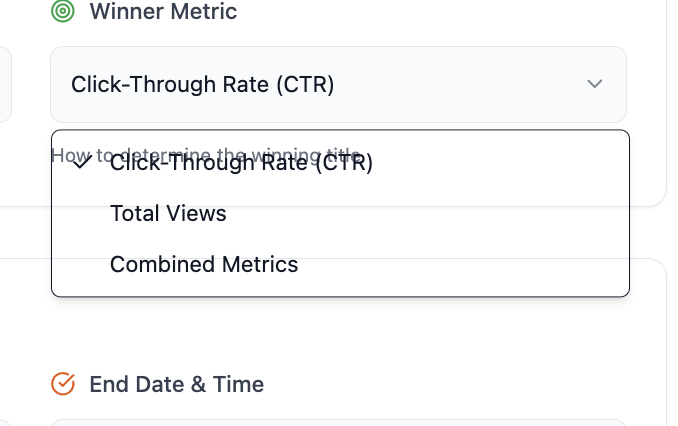 Winner Metric
Click-Through Rate (CTR)
How to determine the winning title
Click-Through Rate (CTR)
Total Views
Combined Metrics
End Date & Time